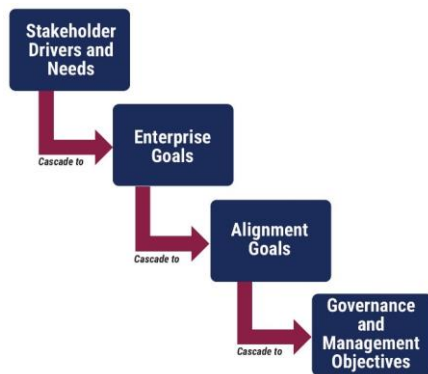 Stakeholder
Drivers and
Needs
Cascade to
Enterprise
Goals
Cascade to
Alignment
Goals
Cascade to
Governance
and
Management
Objectives